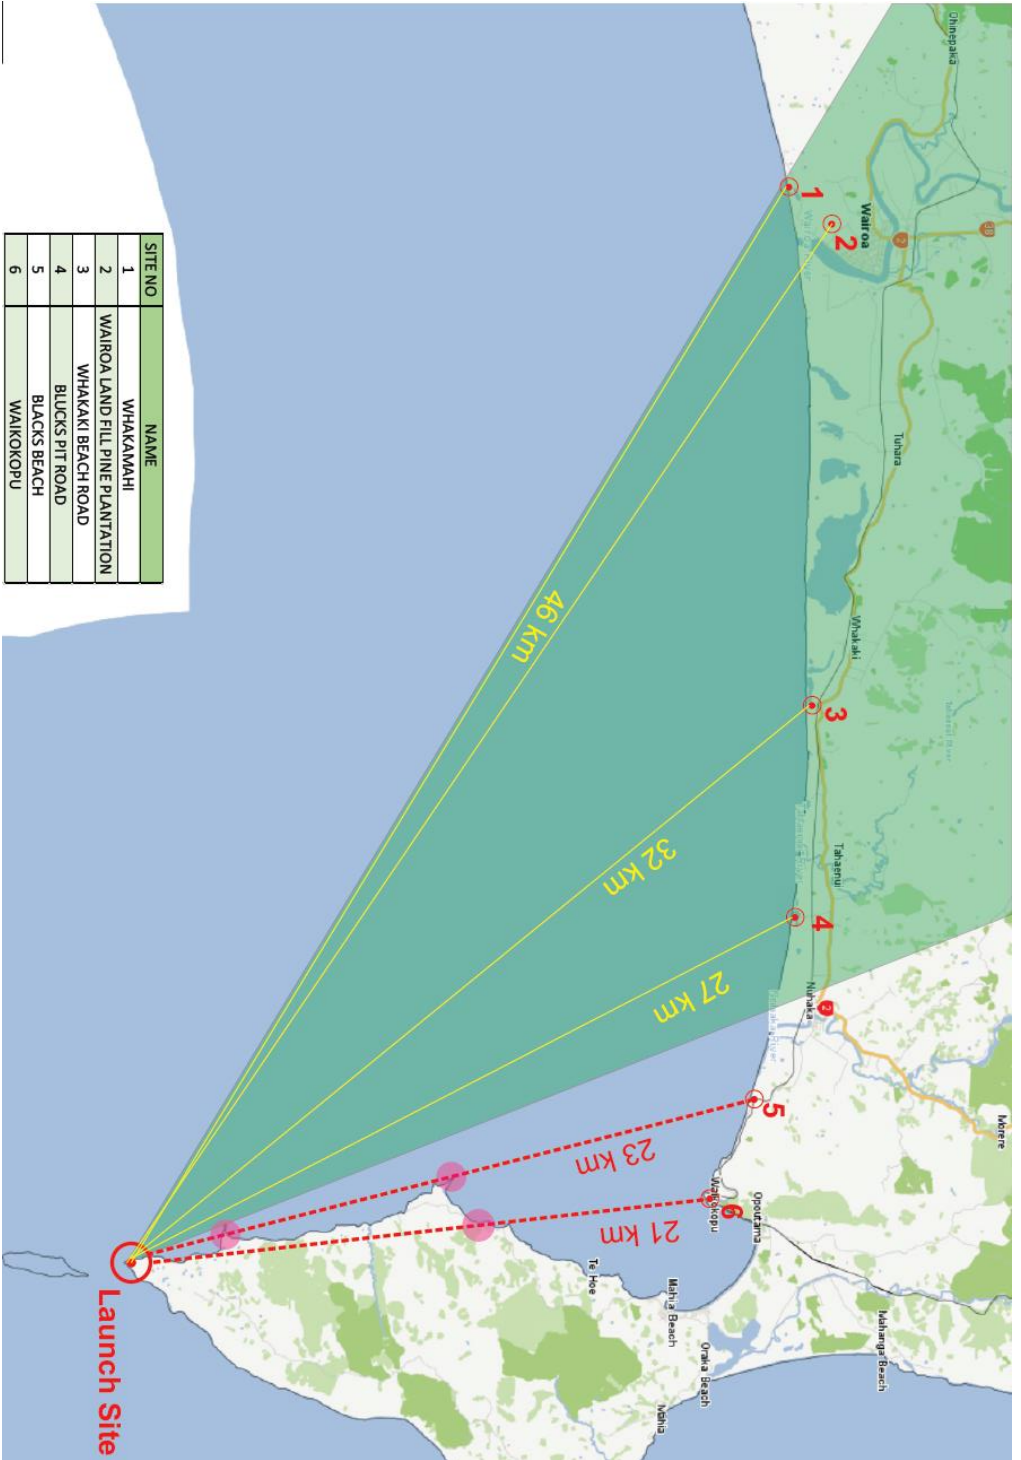 SITE NO NAME
1 WHAKAMAHI
2 WAIROA LAND FILL PINE PLANTATION
3 WHAKAKI BEACH ROAD
4 BLUCKS PIT ROAD
5 BLACKS BEACH
6 WAIKOKOPU
Launch Site
1
2
3
4
5
6
46 km
32 km
27 km
23 km
21 km
Wairoa
2
38
Tuhara
Whakaki
Tahaenui
Nuhaka
2
Morere
Waikokopu
Opoutama
Te Hoe
Mahia Beach
Oraka Beach
Mahanga Beach
Mahia